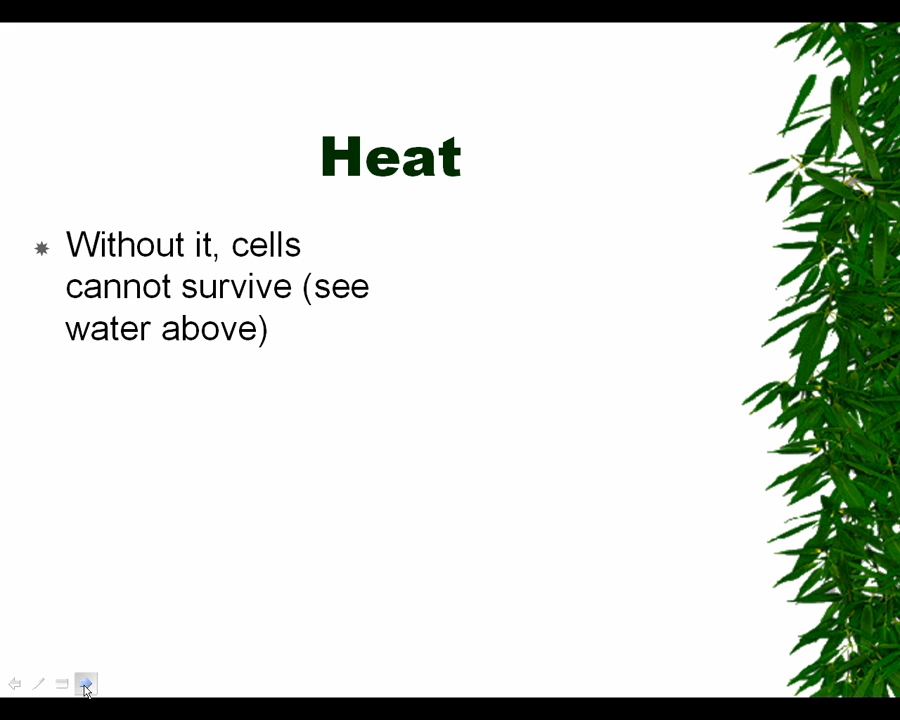 Heat
Without it, cells
cannot survive (see
water above)